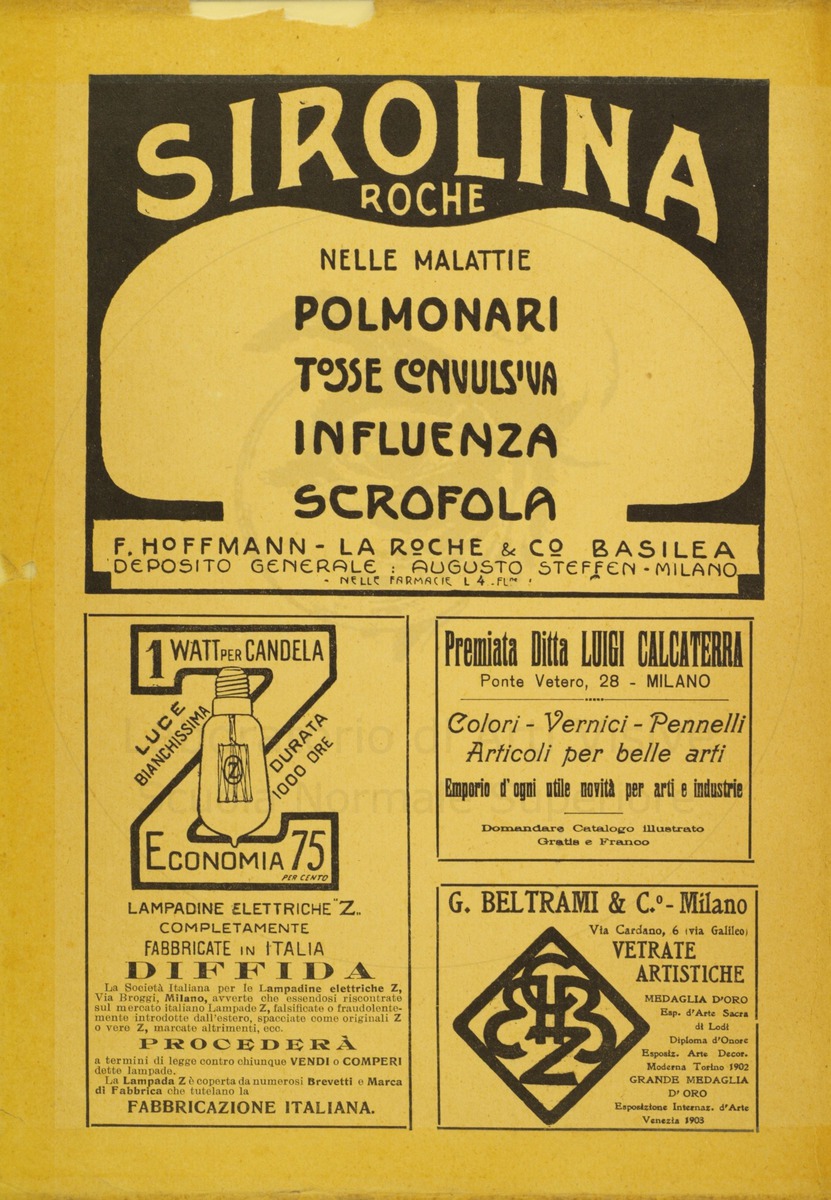 SIROLINA
ROCHE
NELLE MALATTIE
POLMONARI
TOSSE CONVULSIVA
INFLUENZA
SCROFOLA
F. HOFFMANN - LA ROCHE & Co BASILEA
DEPOSITO GENERALE : AUGUSTO STEFFEN - MILANO
- NELLE FARMACIE L 4
1 WATT PER CANDELA
LUCE
BIANCHISSIMA
Z
DURATA
1000 ORE
ECONOMIA 75
PER CENTO
LAMPADINE ELETTRICHE "Z„
COMPLETAMENTE
FABBRICATE IN ITALIA
DIFFIDA
La Società Italiana per le Lampadine elettriche Z,
Via Broggi, Milano, avverte che essendosi riscontrate
sul mercato italiano Lampade Z, falsificate o fraudolente-
mente introdotte dall'estero, spacciate come originali Z
o vere Z, marcate altrimenti, ecc.
PROCEDERÀ
a termini di legge contro chiunque VENDI o COMPERI
dette lampade.
La Lampada Z è coperta da numerosi Brevetti e Marca
di Fabbrica che tutelano la
FABBRICAZIONE ITALIANA.
Premiata Ditta LUIGI CALCATERRA
Ponte Vetero, 28 - MILANO
Colori - Vernici - Pennelli
Articoli per belle arti
Emporio d'ogni utile novità per arti e industrie
Domandare Catalogo illustrato
Gratis e Franco
G. BELTRAMI & C.º - Milano
Via Cardano, 6 (via Galileo)
VETRATE
ARTISTICHE
MEDAGLIA D'ORO
Esp. d'Arte Sacra
di Lodi
Diploma d'Onore
Esposiz. Arte Decor.
Moderna Torino 1902
GRANDE MEDAGLIA
D'ORO
Esposizione Internaz. d'Arte
Venezia 1903
Scuola Normale Superiore